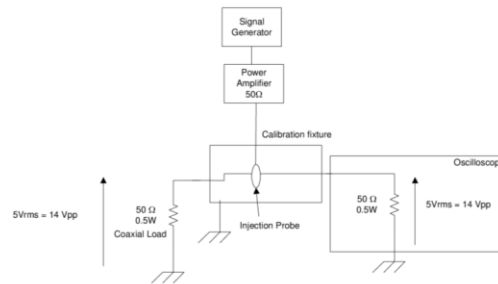 Signal
Generator
Power
Amplifier
50Ω
Calibration fixture
Oscilloscop
50 Ω
0.5W
Coaxial Load
5Vrms = 14 Vpp
Injection Probe
50 Ω
0.5W
5Vrms = 14 Vpp